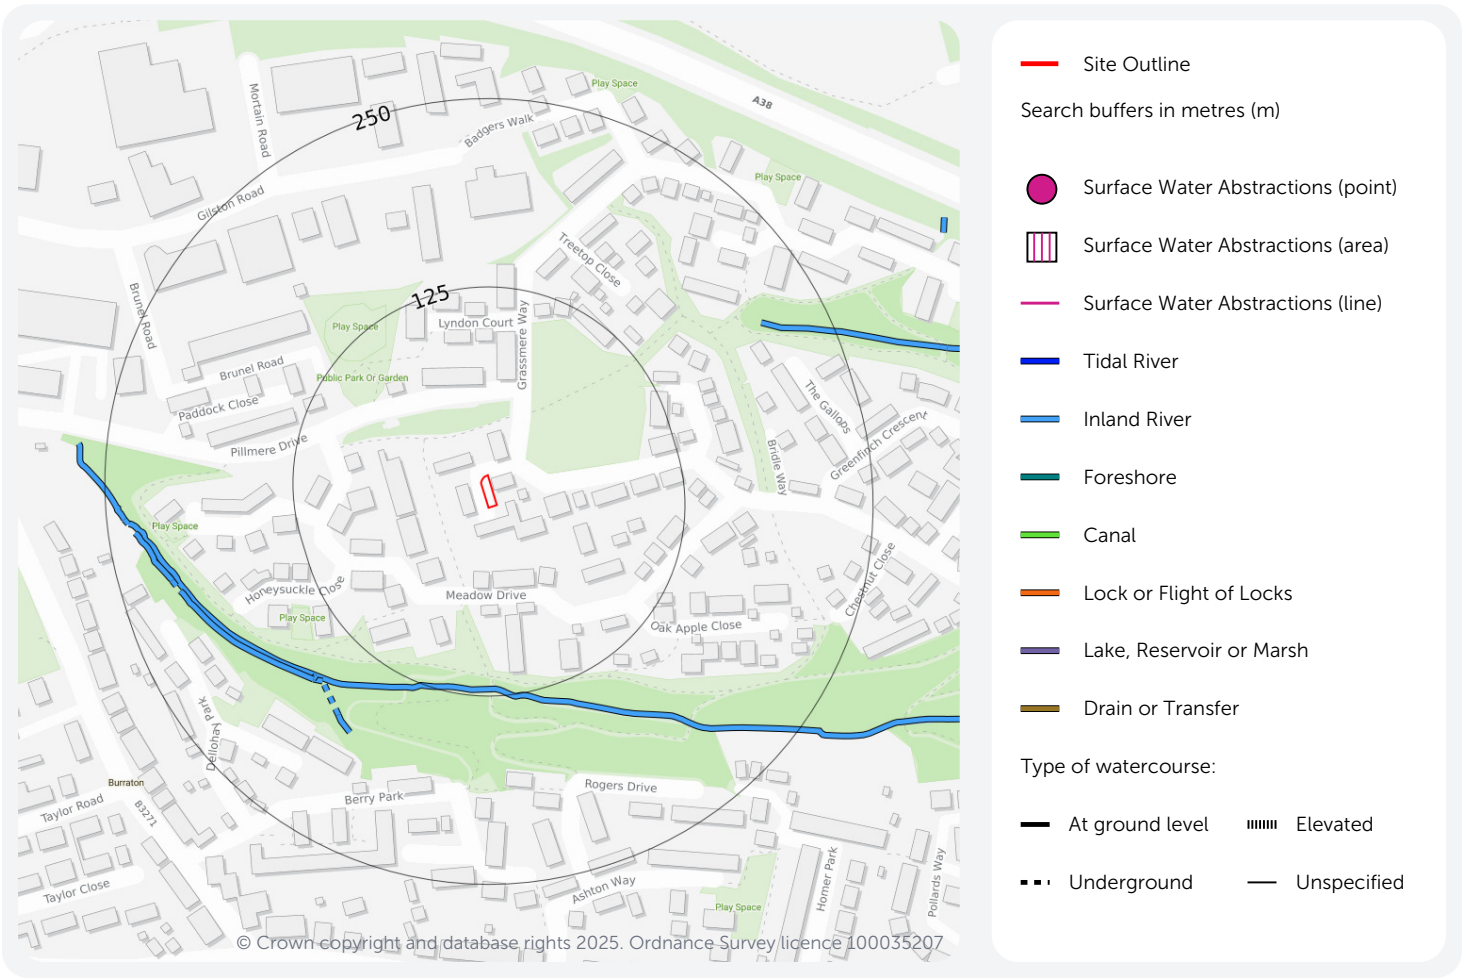 Play Space
A38
250
Mortain Road
Badgers Walk
Play Space
Gilston Road
Treetop Close
125
Brunel Road
Play Space
Lyndon Court
Grassmere Way
Brunel Road
Public Park Or Garden
The Gallops
Paddock Close
Greenfinch Crescent
Pillmere Drive
Bridle Way
Play Space
Honeysuckle Close
Meadow Drive
Chestnut Close
Play Space
Oak Apple Close
Dellohay Park
Burraton
Rogers Drive
Berry Park
Taylor Road
B3271
Homer Park
Pollards Way
Taylor Close
Ashton Way
Play Space
© Crown copyright and database rights 2025. Ordnance Survey licence 100035207
Site Outline
Search buffers in metres (m)
Surface Water Abstractions (point)
Surface Water Abstractions (area)
Surface Water Abstractions (line)
Tidal River
Inland River
Foreshore
Canal
Lock or Flight of Locks
Lake, Reservoir or Marsh
Drain or Transfer
Type of watercourse:
At ground level
Elevated
Underground
Unspecified